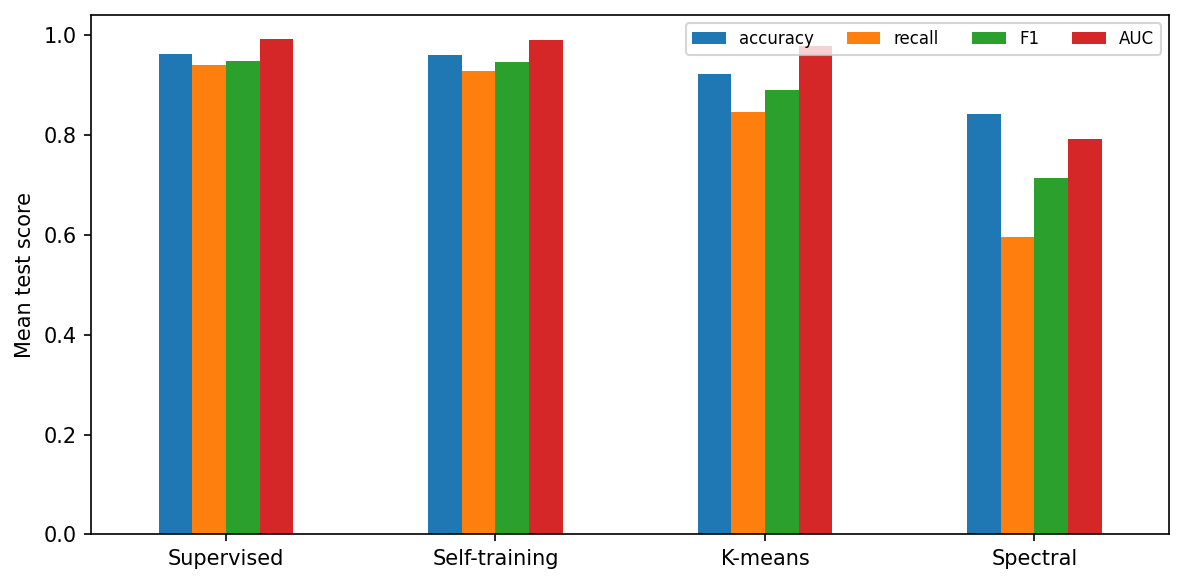 accuracy recall F1 AUC
Mean test score
1.0
0.8
0.6
0.4
0.2
0.0
Supervised Self-training K-means Spectral